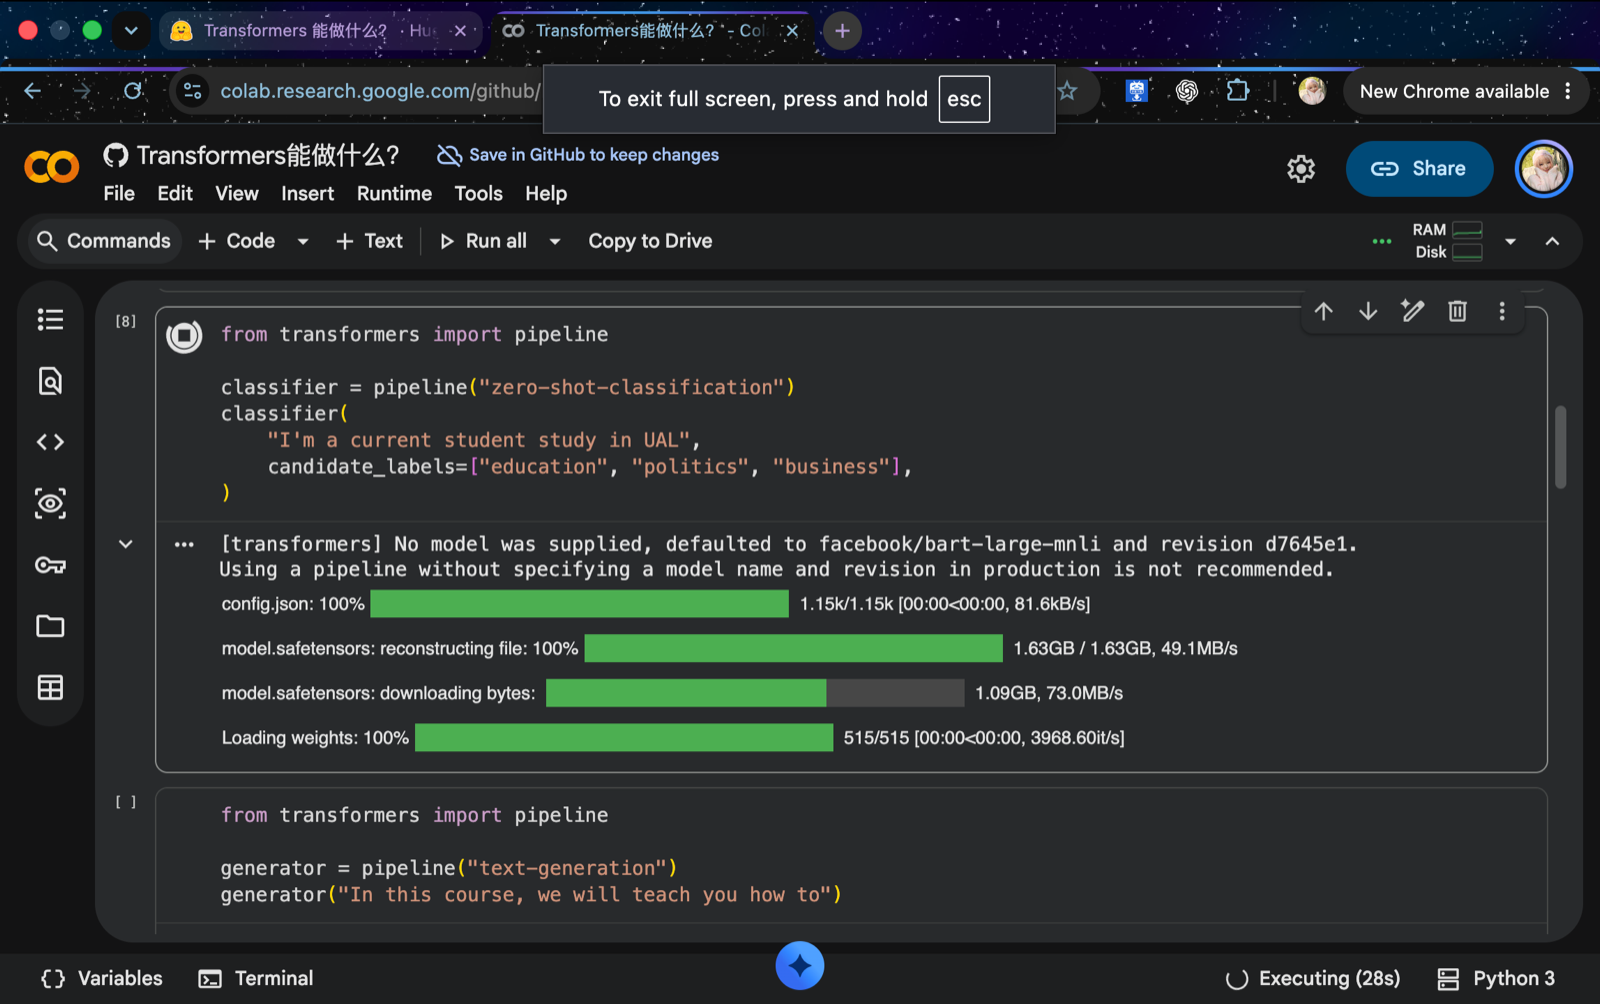 Transformers 能做什么? · Hu
Transformers能做什么? - Col
colab.research.google.com/github/
To exit full screen, press and hold esc
New Chrome available
Transformers能做什么?
Save in GitHub to keep changes
Share
File Edit View Insert Runtime Tools Help
Commands + Code + Text Run all Copy to Drive
RAM
Disk
[8]
from transformers import pipeline
classifier = pipeline("zero-shot-classification")
classifier(
"I'm a current student study in UAL",
candidate_labels=["education", "politics", "business"],
)
[transformers] No model was supplied, defaulted to facebook/bart-large-mnli and revision d7645e1.
Using a pipeline without specifying a model name and revision in production is not recommended.
config.json: 100% 1.15k/1.15k [00:00<00:00, 81.6kB/s]
model.safetensors: reconstructing file: 100% 1.63GB / 1.63GB, 49.1MB/s
model.safetensors: downloading bytes: 1.09GB, 73.0MB/s
Loading weights: 100% 515/515 [00:00<00:00, 3968.60it/s]
[ ]
from transformers import pipeline
generator = pipeline("text-generation")
generator("In this course, we will teach you how to")
{} Variables Terminal Executing (28s) Python 3